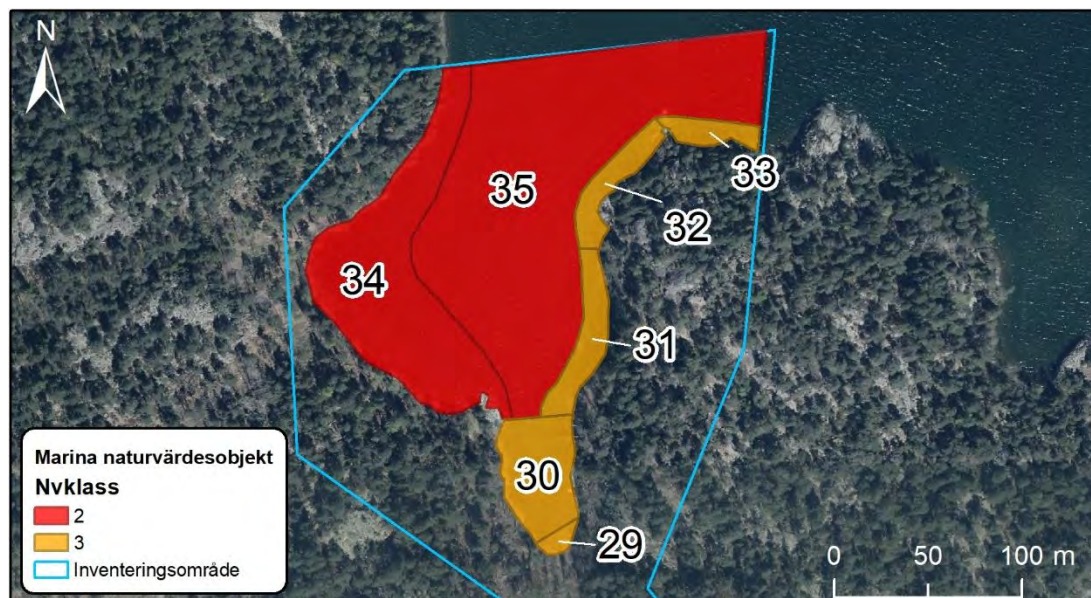 N
33
35
32
34
31
30
29
Marina naturvärdesobjekt
Nvklass
2
3
Inventeringsområde
0 50 100 m